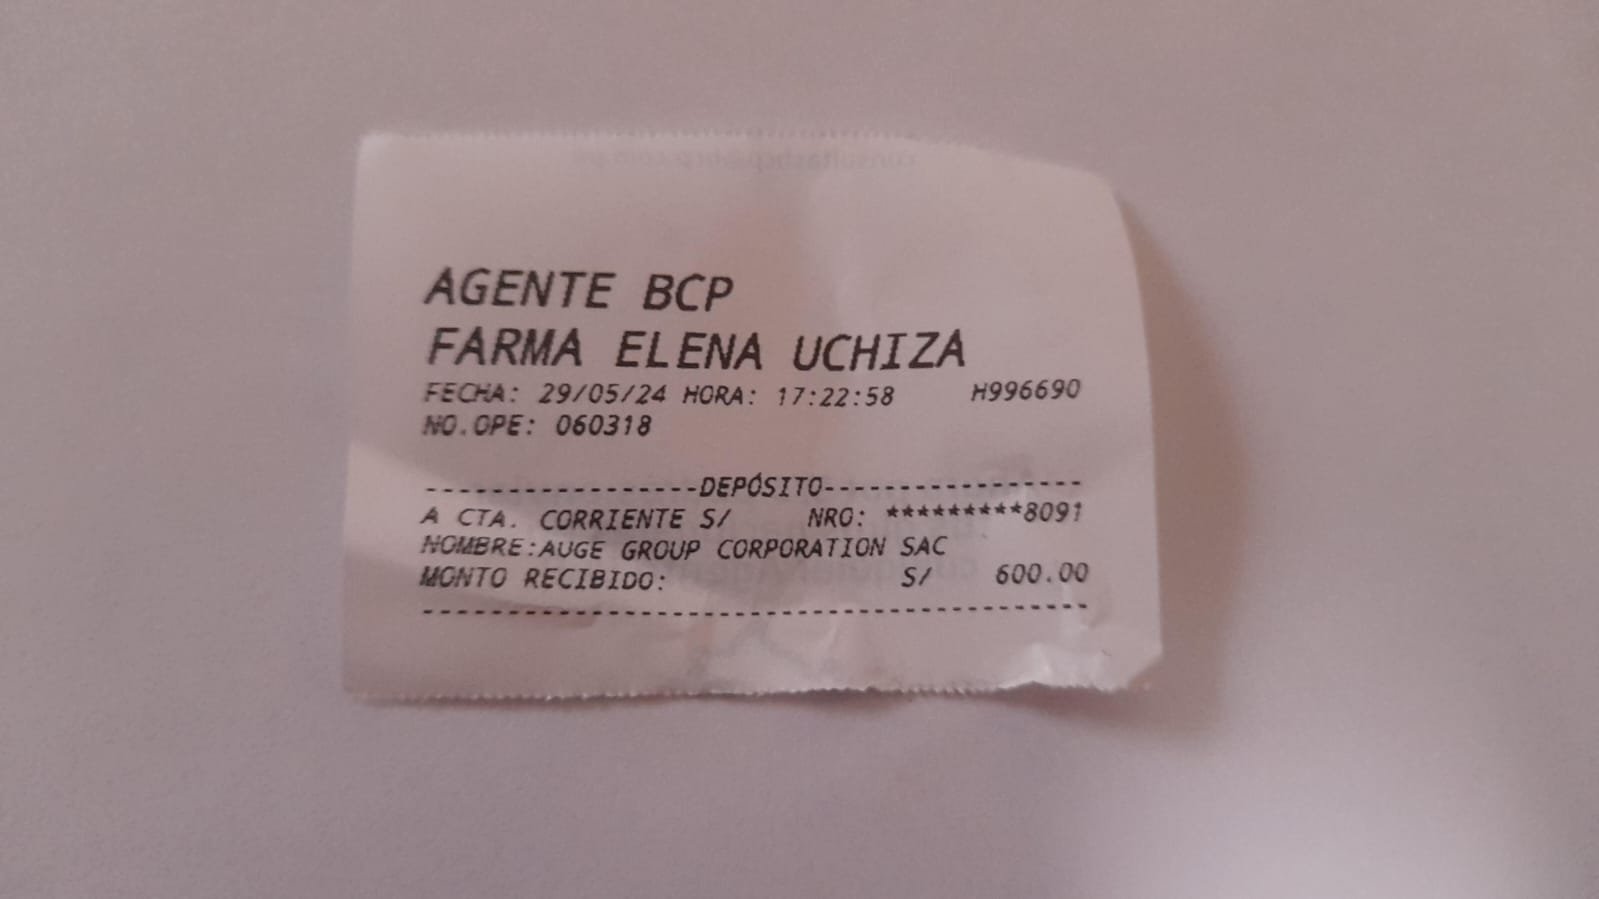 AGENTE BCP
FARMA ELENA UCHIZA
FECHA: 29/05/24 HORA: 17:22:58 H996690
NO.OPE: 060318
-----------------DEPÓSITO----------------
A CTA. CORRIENTE S/ NRO: *********8091
NOMBRE:AUGE GROUP CORPORATION SAC
MONTO RECIBIDO: S/ 600.00
-----------------------------------------